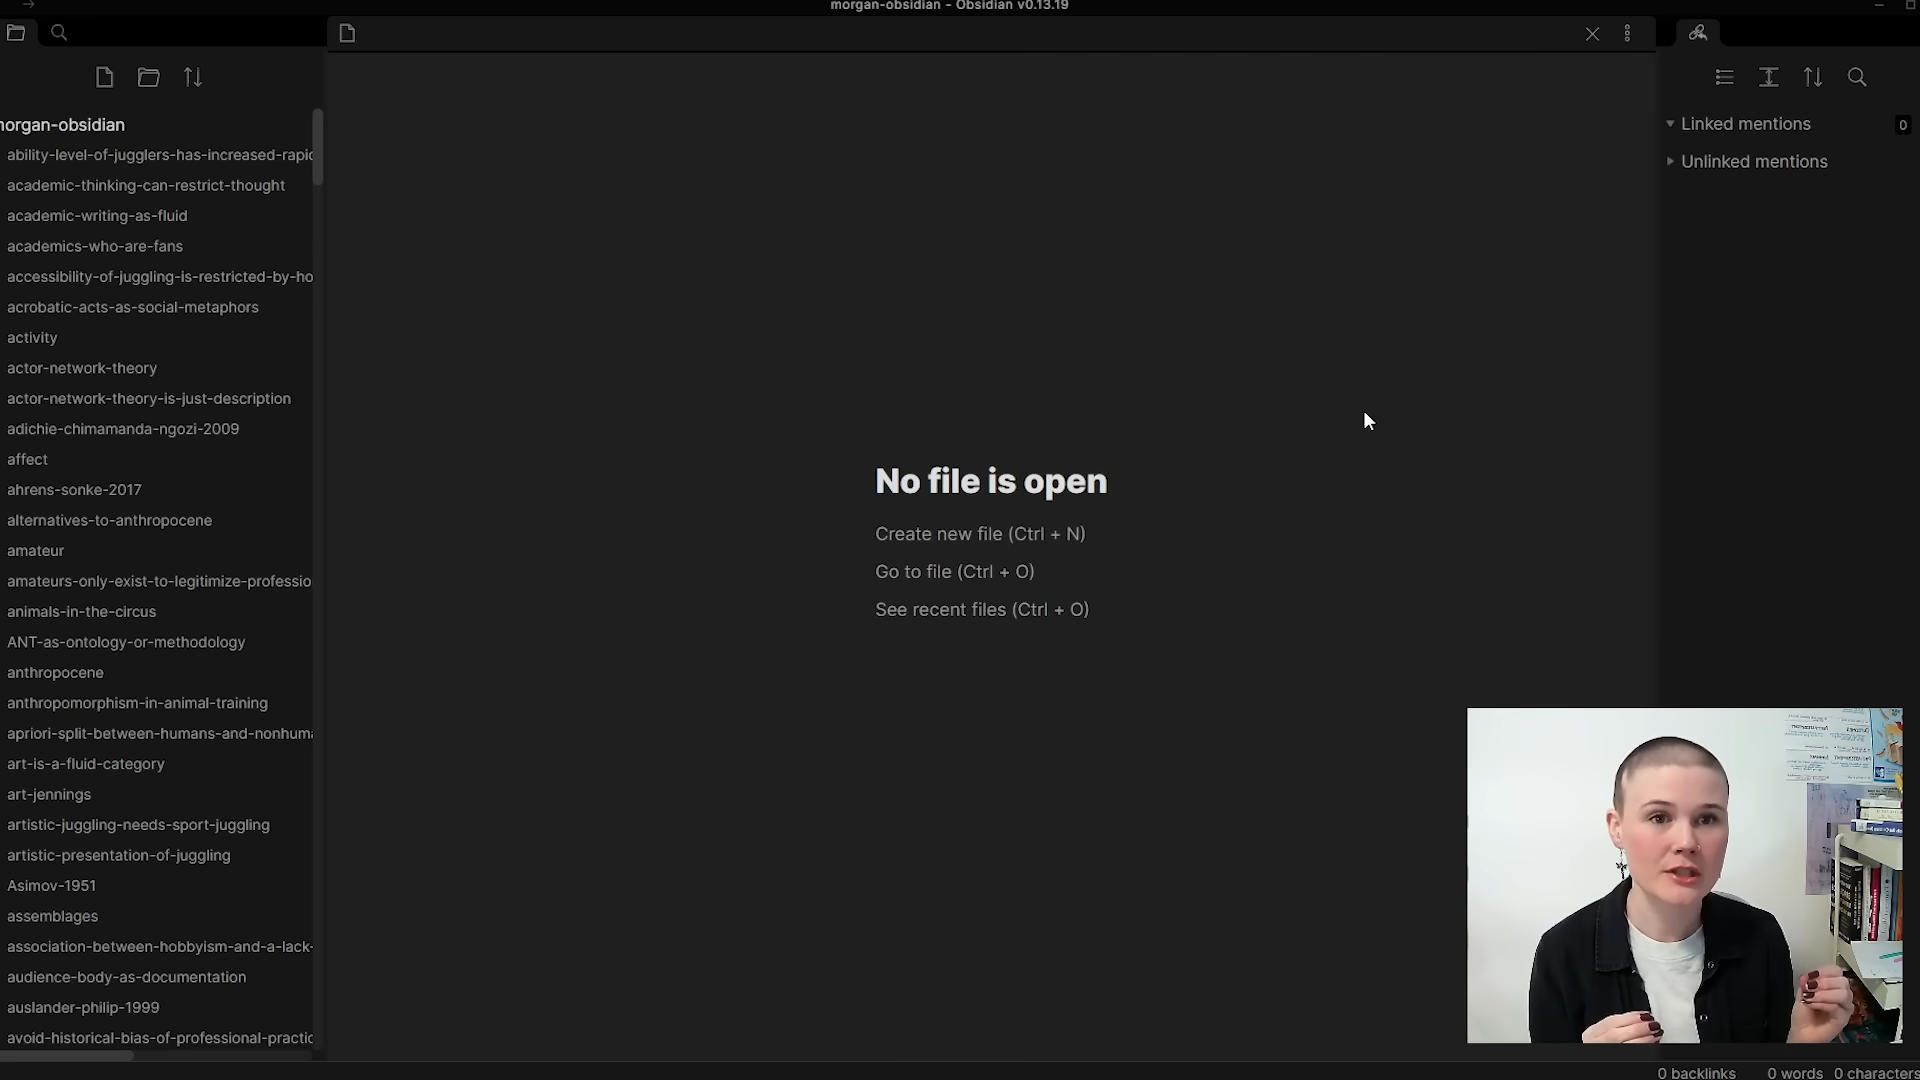 morgan-obsidian - Obsidian v0.13.19
morgan-obsidian
ability-level-of-jugglers-has-increased-rapid
academic-thinking-can-restrict-thought
academic-writing-as-fluid
academics-who-are-fans
accessibility-of-juggling-is-restricted-by-ho
acrobatic-acts-as-social-metaphors
activity
actor-network-theory
actor-network-theory-is-just-description
adichie-chimamanda-ngozi-2009
affect
ahrens-sonke-2017
alternatives-to-anthropocene
amateur
amateurs-only-exist-to-legitimize-professio
animals-in-the-circus
ANT-as-ontology-or-methodology
anthropocene
anthropomorphism-in-animal-training
apriori-split-between-humans-and-nonhuma
art-is-a-fluid-category
art-jennings
artistic-juggling-needs-sport-juggling
artistic-presentation-of-juggling
Asimov-1951
assemblages
association-between-hobbyism-and-a-lack-
audience-body-as-documentation
auslander-philip-1999
avoid-historical-bias-of-professional-practic
No file is open
Create new file (Ctrl + N)
Go to file (Ctrl + O)
See recent files (Ctrl + O)
Linked mentions 0
Unlinked mentions
0 backlinks 0 words 0 characters